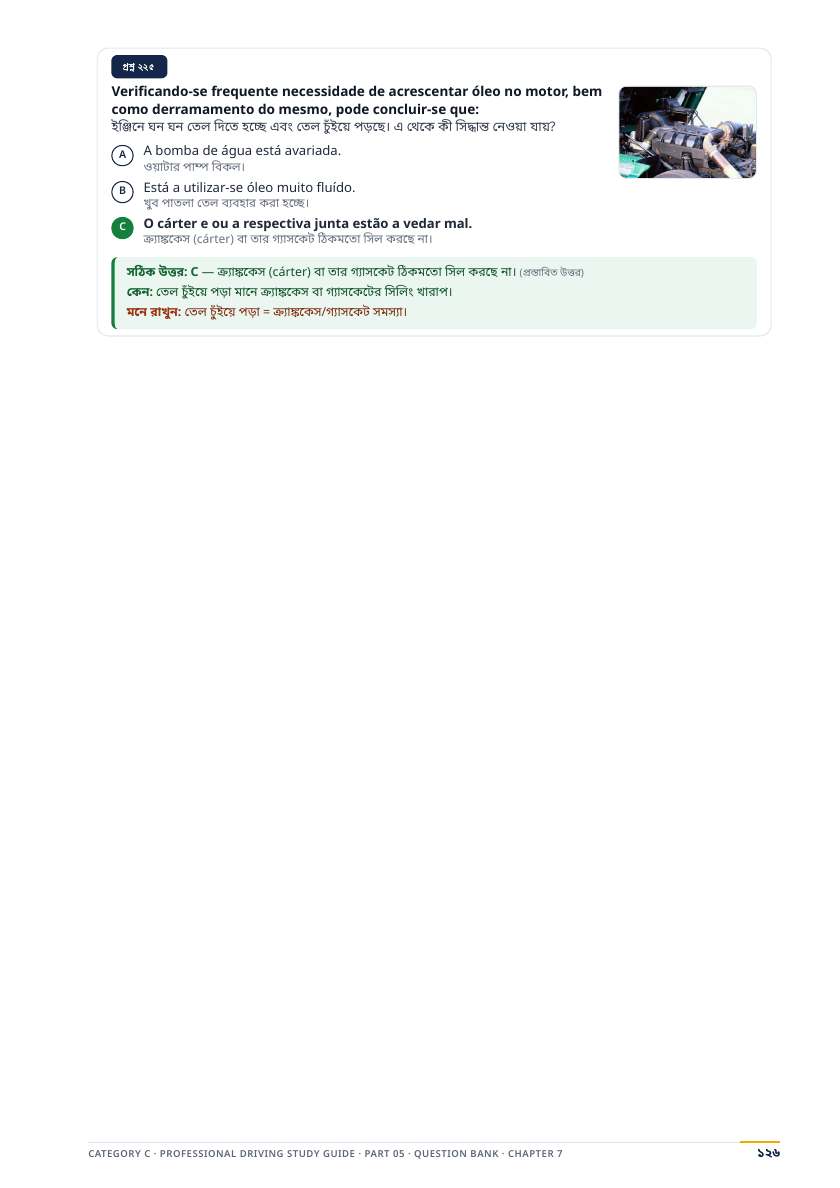 প্রশ্ন ২২৫
Verificando-se frequente necessidade de acrescentar óleo no motor, bem
como derramamento do mesmo, pode concluir-se que:
ইঞ্জিনে ঘন ঘন তেল দিতে হচ্ছে এবং তেল চুঁইয়ে পড়ছে। এ থেকে কী সিদ্ধান্ত নেওয়া যায়?
A A bomba de água está avariada.
ওয়াটার পাম্প বিকল।
B Está a utilizar-se óleo muito fluído.
খুব পাতলা তেল ব্যবহার করা হচ্ছে।
C O cárter e ou a respectiva junta estão a vedar mal.
ক্র্যাঙ্ককেস (cárter) বা তার গ্যাসকেট ঠিকমতো সিল করছে না।
সঠিক উত্তর: C — ক্র্যাঙ্ককেস (cárter) বা তার গ্যাসকেট ঠিকমতো সিল করছে না। (প্রস্তাবিত উত্তর)
কেন: তেল চুঁইয়ে পড়া মানে ক্র্যাঙ্ককেস বা গ্যাসকেটের সিলিং খারাপ।
মনে রাখুন: তেল চুঁইয়ে পড়া = ক্র্যাঙ্ককেস/গ্যাসকেট সমস্যা।
CATEGORY C · PROFESSIONAL DRIVING STUDY GUIDE · PART 05 · QUESTION BANK · CHAPTER 7
১২৬